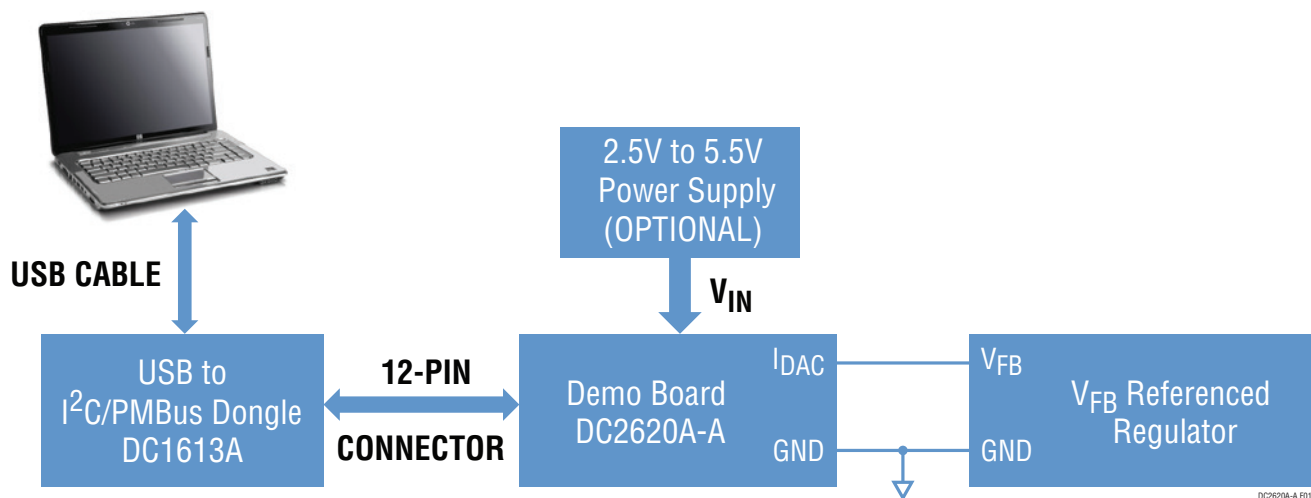 2.5V to 5.5V
Power Supply
(OPTIONAL)
USB CABLE
VIN
USB to
I2C/PMBus Dongle
DC1613A
12-PIN
CONNECTOR
Demo Board
DC2620A-A
IDAC
GND
VFB
GND
VFB Referenced
Regulator
DC2620A-A F01